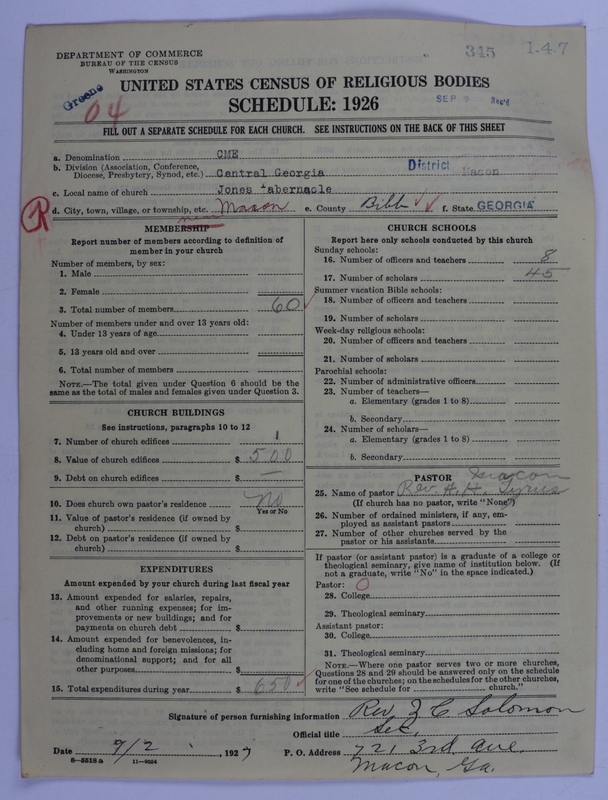 345 1-4-7
DEPARTMENT OF COMMERCE
BUREAU OF THE CENSUS
WASHINGTON
UNITED STATES CENSUS OF RELIGIOUS BODIES
SCHEDULE: 1926
Greene
04
SEP 9 Rec'd
FILL OUT A SEPARATE SCHEDULE FOR EACH CHURCH. SEE INSTRUCTIONS ON THE BACK OF THIS SHEET
a. Denomination CME
b. Division (Association, Conference, Diocese, Presbytery, Synod, etc.) Central Georgia District Macon
c. Local name of church Jones Tabernacle
R d. City, town, village, or township, etc. Macon e. County Bibb f. State GEORGIA
near
MEMBERSHIP
Report number of members according to definition of
member in your church
Number of members, by sex:
1. Male
2. Female
3. Total number of members 60
Number of members under and over 13 years old:
4. Under 13 years of age
5. 13 years old and over
6. Total number of members
NOTE.—The total given under Question 6 should be the
same as the total of males and females given under Question 3.
CHURCH BUILDINGS
See instructions, paragraphs 10 to 12
7. Number of church edifices 1
8. Value of church edifices $ 500
9. Debt on church edifices $ —
10. Does church own pastor's residence No
Yes or No
11. Value of pastor's residence (if owned by
church) $
12. Debt on pastor's residence (if owned by
church) $
EXPENDITURES
Amount expended by your church during last fiscal year
13. Amount expended for salaries, repairs,
and other running expenses; for im-
provements or new buildings; and for
payments on church debt $
14. Amount expended for benevolences, in-
cluding home and foreign missions; for
denominational support; and for all
other purposes $
15. Total expenditures during year $ 650
CHURCH SCHOOLS
Report here only schools conducted by this church
Sunday schools:
16. Number of officers and teachers 8
17. Number of scholars 45
Summer vacation Bible schools:
18. Number of officers and teachers
19. Number of scholars
Week-day religious schools:
20. Number of officers and teachers
21. Number of scholars
Parochial schools:
22. Number of administrative officers
23. Number of teachers—
a. Elementary (grades 1 to 8)
b. Secondary
24. Number of scholars—
a. Elementary (grades 1 to 8)
b. Secondary
PASTOR Macon
25. Name of pastor Rev. H. H.
(If church has no pastor, write "None")
26. Number of ordained ministers, if any, em-
ployed as assistant pastors
27. Number of other churches served by the
pastor or his assistants
If pastor (or assistant pastor) is a graduate of a college or
theological seminary, give name of institution below. (If
not a graduate, write "No" in the space indicated.)
Pastor: O
28. College
29. Theological seminary
Assistant pastor:
30. College
31. Theological seminary
NOTE.—Where one pastor serves two or more churches,
Questions 28 and 29 should be answered only on the schedule
for one of the churches; on the schedules for the other churches,
write "See schedule for church."
Signature of person furnishing information Rev. Z C Solomon
Official title Sec.
Date 9/2, 1927 P. O. Address 721 3rd ave.
8—5518 a 11—9054 Macon, Ga.